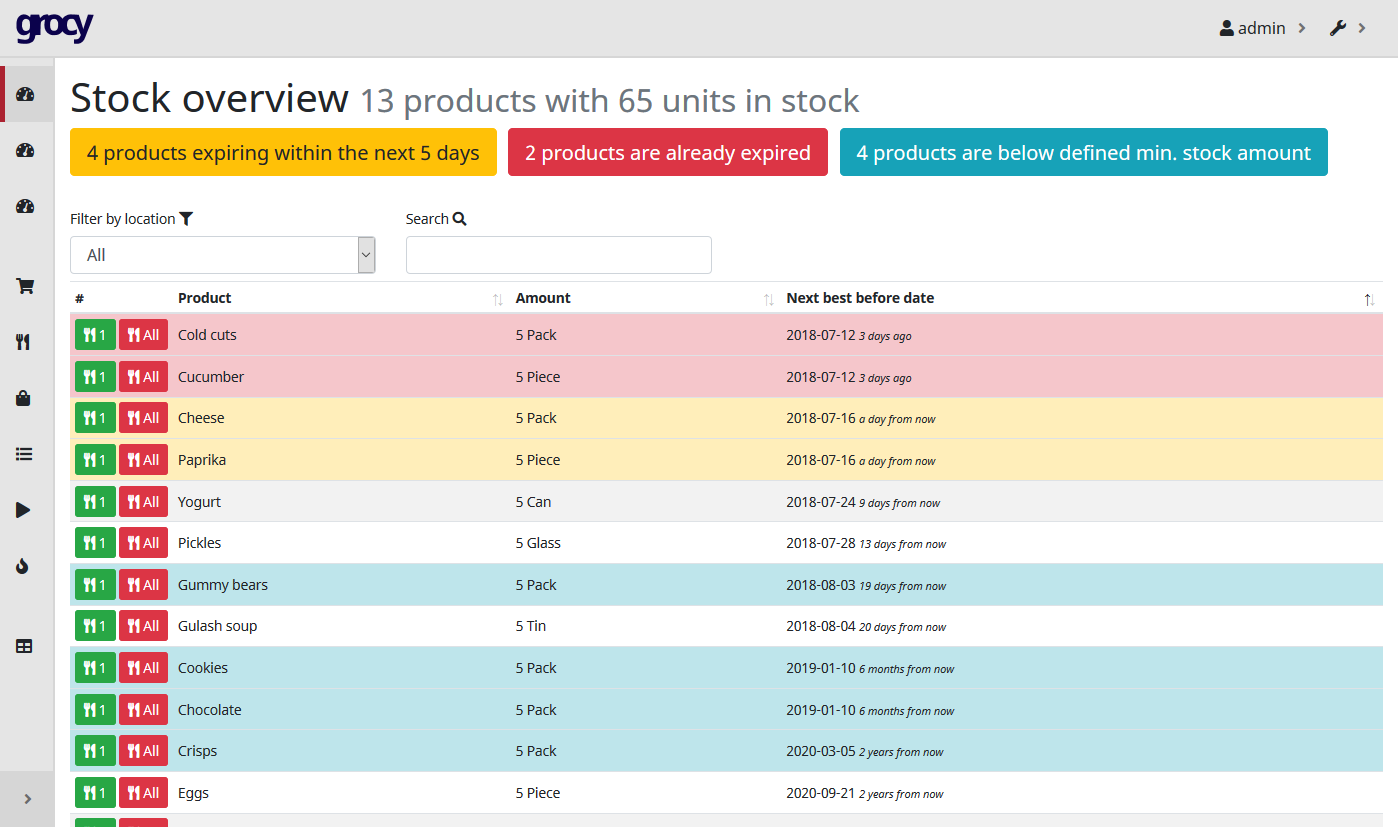 grocy
admin
Stock overview 13 products with 65 units in stock
4 products expiring within the next 5 days 2 products are already expired 4 products are below defined min. stock amount
Filter by location Search
All
# Product Amount Next best before date
1 All Cold cuts 5 Pack 2018-07-12 3 days ago
1 All Cucumber 5 Piece 2018-07-12 3 days ago
1 All Cheese 5 Pack 2018-07-16 a day from now
1 All Paprika 5 Piece 2018-07-16 a day from now
1 All Yogurt 5 Can 2018-07-24 9 days from now
1 All Pickles 5 Glass 2018-07-28 13 days from now
1 All Gummy bears 5 Pack 2018-08-03 19 days from now
1 All Gulash soup 5 Tin 2018-08-04 20 days from now
1 All Cookies 5 Pack 2019-01-10 6 months from now
1 All Chocolate 5 Pack 2019-01-10 6 months from now
1 All Crisps 5 Pack 2020-03-05 2 years from now
1 All Eggs 5 Piece 2020-09-21 2 years from now